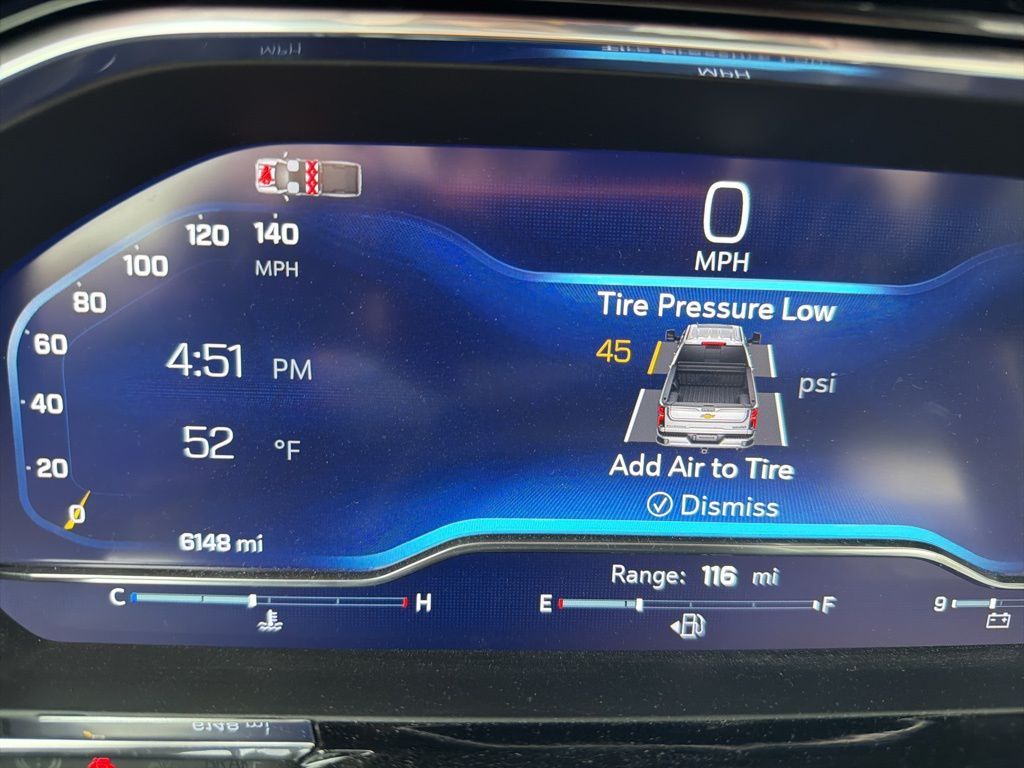 0
MPH
120
140
100
MPH
80
60
40
20
0
4:51 PM
52 °F
6148 mi
Tire Pressure Low
45
psi
Add Air to Tire
Dismiss
Range: 116 mi
C
H
E
F
9